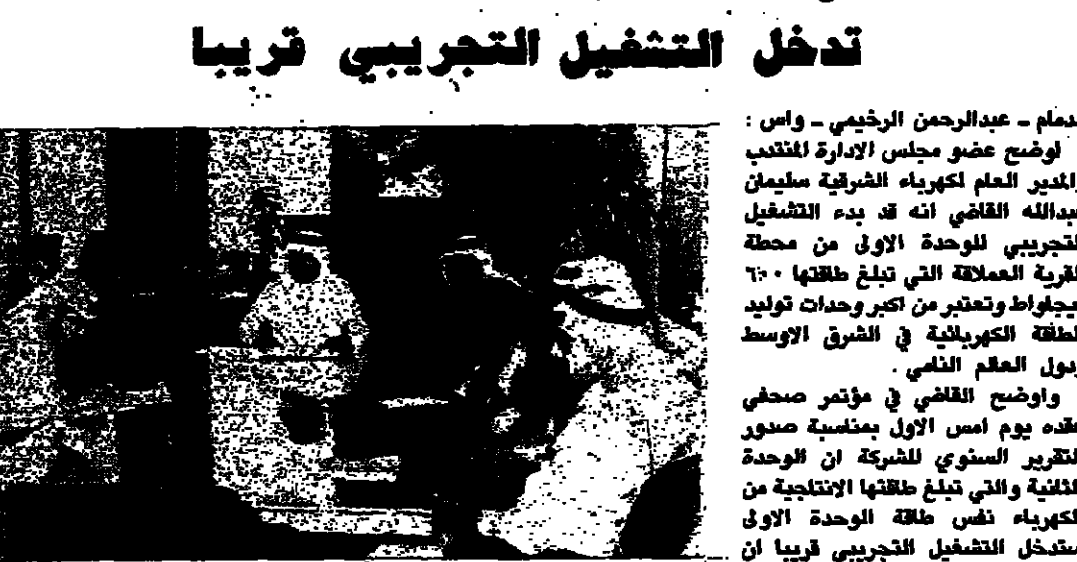 تدخل التشغيل التجريبي قريبا
دمام ـ عبدالرحمن الرخيمي ـ واس :
اوضح عضو مجلس الادارة المنتدب
والمدير العام لكهرباء الشرقية سليمان
عبدالله القاضي انه قد بدء التشغيل
التجريبي للوحدة الاولى من محطة
القرية العملاقة التي تبلغ طاقتها ٦٠٠
ميجاواط وتعتبر من اكبر وحدات توليد
الطاقة الكهربائية في الشرق الاوسط
ودول العالم النامي .
واوضح القاضي في مؤتمر صحفي
عقده يوم امس الاول بمناسبة صدور
التقرير السنوي للشركة ان الوحدة
الثانية والتي تبلغ طاقتها الانتاجية من
الكهرباء نفس طاقة الوحدة الاولى
ستدخل التشغيل التجريبي قريبا ان